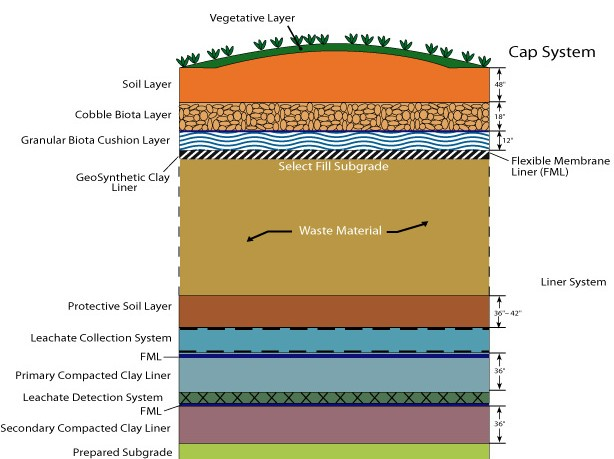 Vegetative Layer
Cap System
Soil Layer
48"
Cobble Biota Layer
18"
Granular Biota Cushion Layer
12"
GeoSynthetic Clay
Liner
Select Fill Subgrade
Flexible Membrane
Liner (FML)
Waste Material
Liner System
Protective Soil Layer
36"– 42"
Leachate Collection System
FML
Primary Compacted Clay Liner
36"
Leachate Detection System
FML
Secondary Compacted Clay Liner
36"
Prepared Subgrade